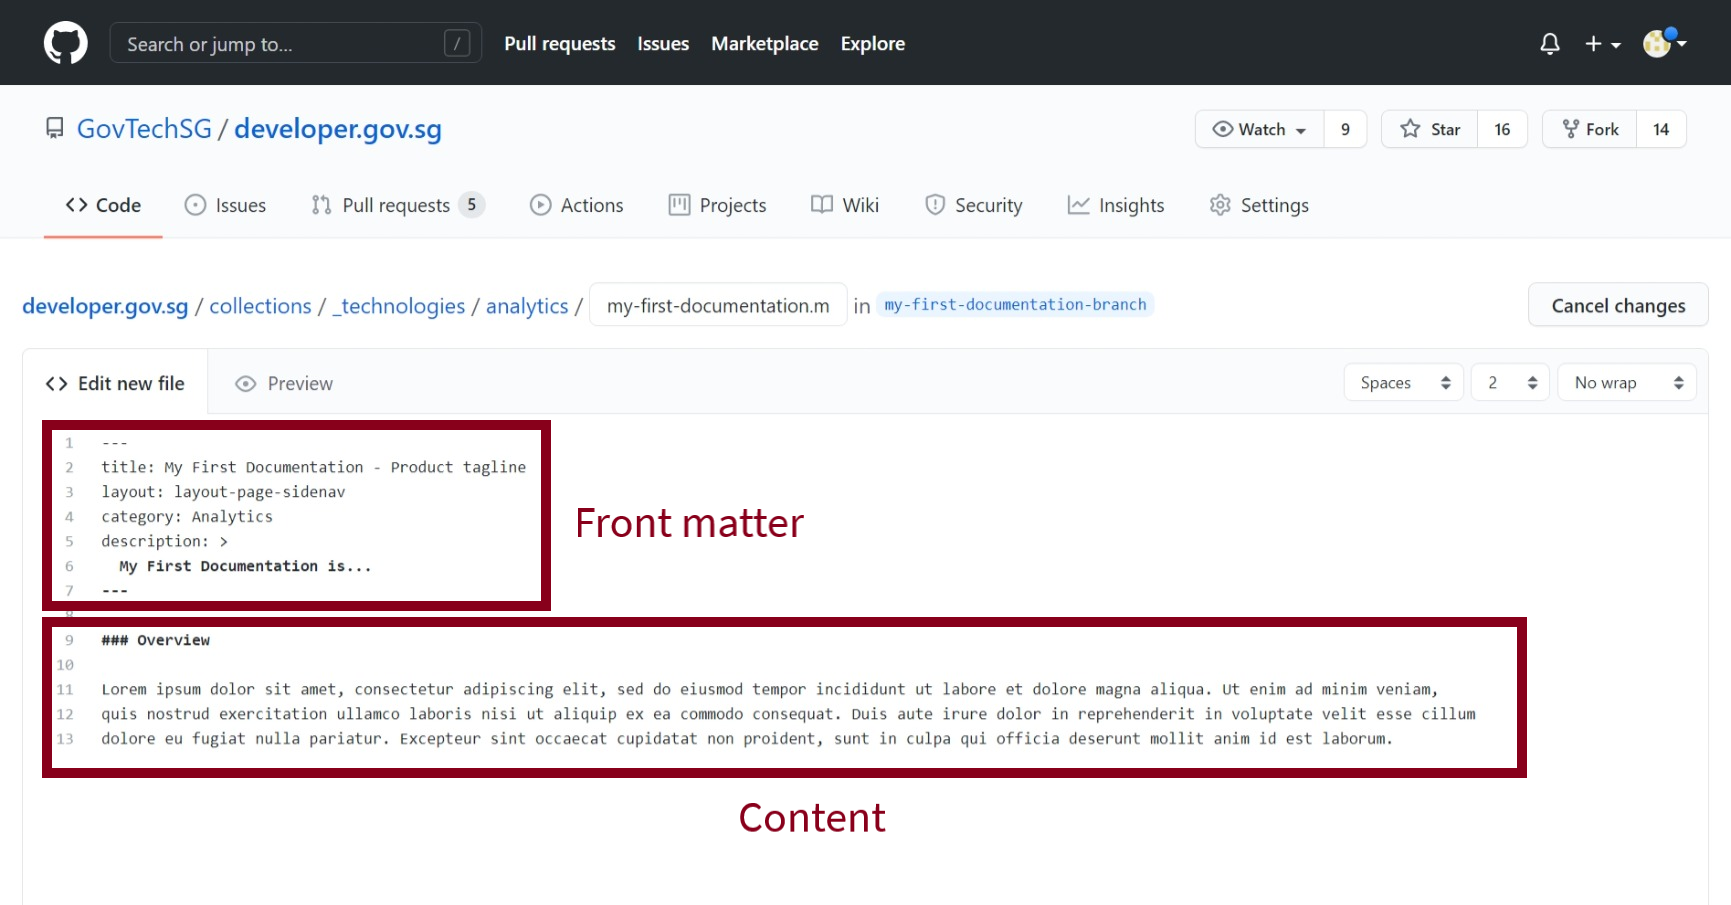 Search or jump to... /
Pull requests Issues Marketplace Explore
GovTechSG / developer.gov.sg
Watch 9 Star 16 Fork 14
Code Issues Pull requests 5 Actions Projects Wiki Security Insights Settings
developer.gov.sg / collections / _technologies / analytics / my-first-documentation.m in my-first-documentation-branch
Cancel changes
<> Edit new file Preview Spaces 2 No wrap
1 ---
2 title: My First Documentation - Product tagline
3 layout: layout-page-sidenav
4 category: Analytics
5 description: >
6 My First Documentation is...
7 ---
Front matter
8
9 ### Overview
10
11 Lorem ipsum dolor sit amet, consectetur adipiscing elit, sed do eiusmod tempor incididunt ut labore et dolore magna aliqua. Ut enim ad minim veniam,
12 quis nostrud exercitation ullamco laboris nisi ut aliquip ex ea commodo consequat. Duis aute irure dolor in reprehenderit in voluptate velit esse cillum
13 dolore eu fugiat nulla pariatur. Excepteur sint occaecat cupidatat non proident, sunt in culpa qui officia deserunt mollit anim id est laborum.
Content